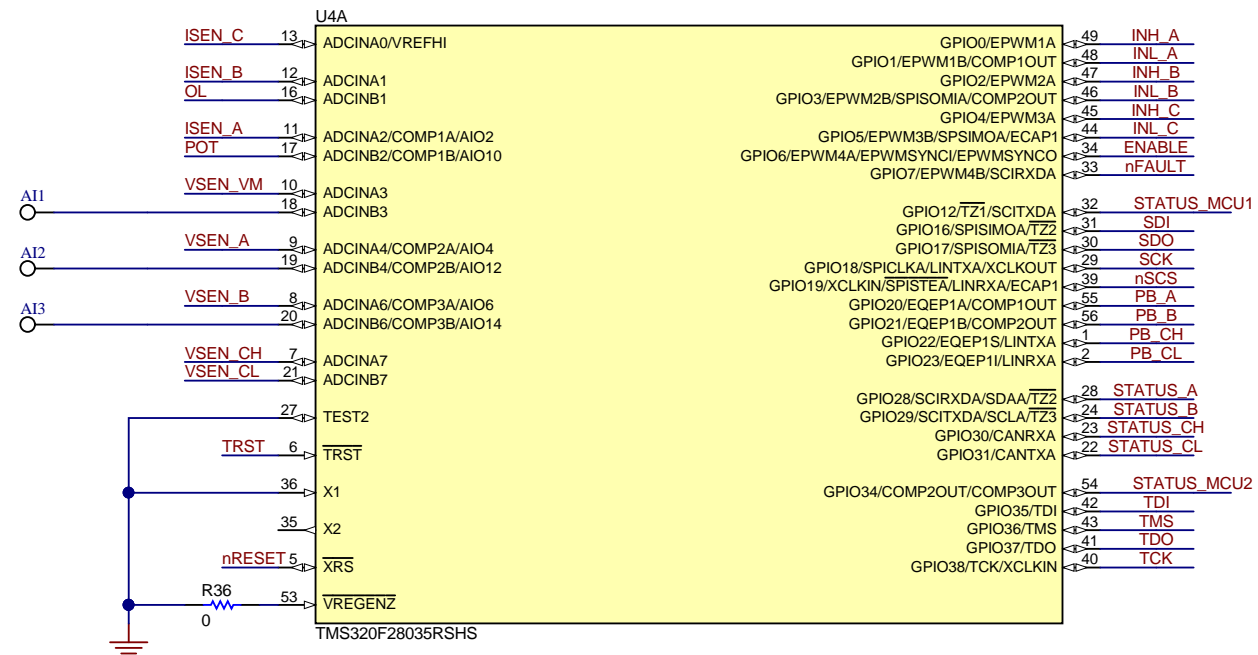 U4A
ISEN_C 13 ADCINA0/VREFHI GPIO0/EPWM1A 49 INH_A
GPIO1/EPWM1B/COMP1OUT 48 INL_A
ISEN_B 12 ADCINA1 GPIO2/EPWM2A 47 INH_B
OL 16 ADCINB1 GPIO3/EPWM2B/SPISOMIA/COMP2OUT 46 INL_B
GPIO4/EPWM3A 45 INH_C
ISEN_A 11 ADCINA2/COMP1A/AIO2 GPIO5/EPWM3B/SPSIMOA/ECAP1 44 INL_C
POT 17 ADCINB2/COMP1B/AIO10 GPIO6/EPWM4A/EPWMSYNCI/EPWMSYNCO 34 ENABLE
GPIO7/EPWM4B/SCIRXDA 33 nFAULT
VSEN_VM 10 ADCINA3
AI1 18 ADCINB3 GPIO12/TZ1/SCITXDA 32 STATUS_MCU1
GPIO16/SPISIMOA/TZ2 31 SDI
VSEN_A 9 ADCINA4/COMP2A/AIO4 GPIO17/SPISOMIA/TZ3 30 SDO
AI2 19 ADCINB4/COMP2B/AIO12 GPIO18/SPICLKA/LINTXA/XCLKOUT 29 SCK
GPIO19/XCLKIN/SPISTEA/LINRXA/ECAP1 39 nSCS
VSEN_B 8 ADCINA6/COMP3A/AIO6 GPIO20/EQEP1A/COMP1OUT 55 PB_A
AI3 20 ADCINB6/COMP3B/AIO14 GPIO21/EQEP1B/COMP2OUT 56 PB_B
GPIO22/EQEP1S/LINTXA 1 PB_CH
VSEN_CH 7 ADCINA7 GPIO23/EQEP1I/LINRXA 2 PB_CL
VSEN_CL 21 ADCINB7
GPIO28/SCIRXDA/SDAA/TZ2 28 STATUS_A
27 TEST2 GPIO29/SCITXDA/SCLA/TZ3 24 STATUS_B
GPIO30/CANRXA 23 STATUS_CH
TRST 6 TRST GPIO31/CANTXA 22 STATUS_CL
36 X1 GPIO34/COMP2OUT/COMP3OUT 54 STATUS_MCU2
GPIO35/TDI 42 TDI
35 X2 GPIO36/TMS 43 TMS
GPIO37/TDO 41 TDO
nRESET 5 XRS GPIO38/TCK/XCLKIN 40 TCK
R36 53 VREGENZ
0
TMS320F28035RSHS